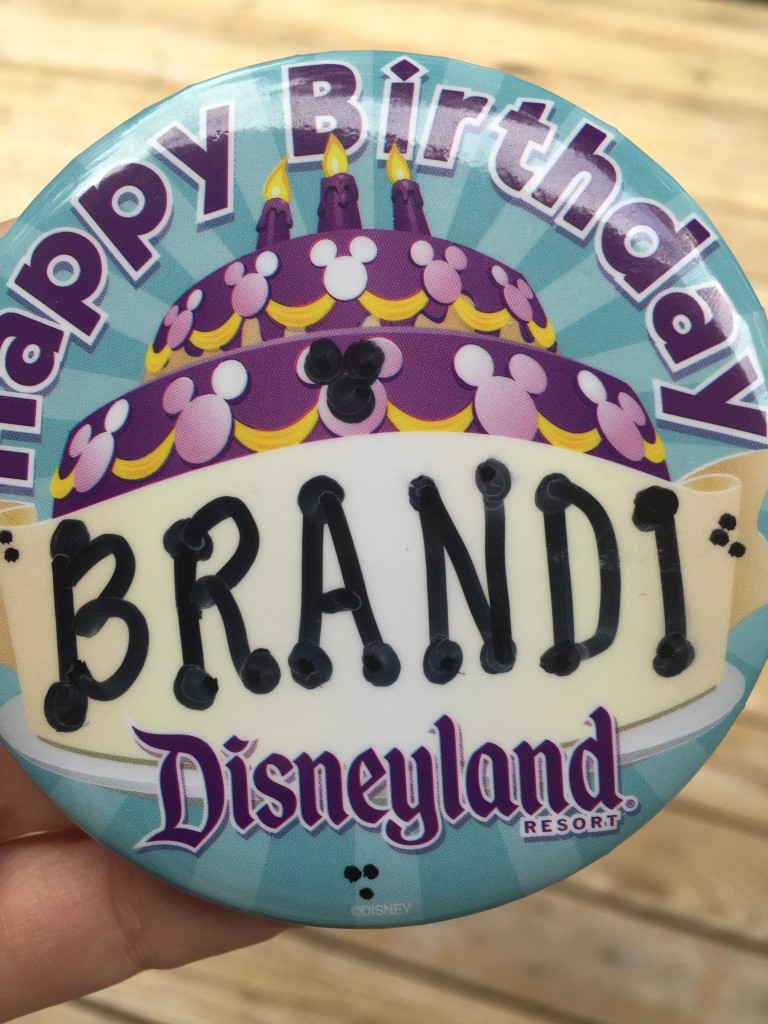 Happy Birthday
BRANDI
Disneyland®
RESORT
©DISNEY